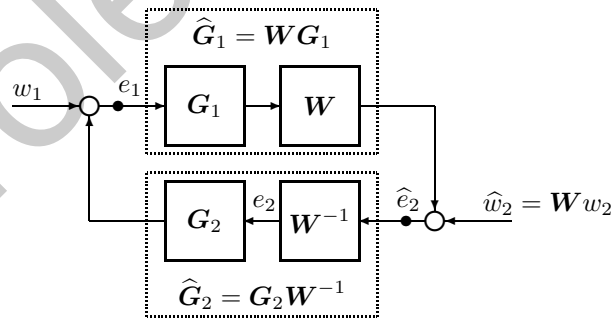 Ĝ₁ = WG₁
w₁
e₁
G₁
W
G₂
e₂
W⁻¹
ê₂
ŵ₂ = Ww₂
Ĝ₂ = G₂W⁻¹